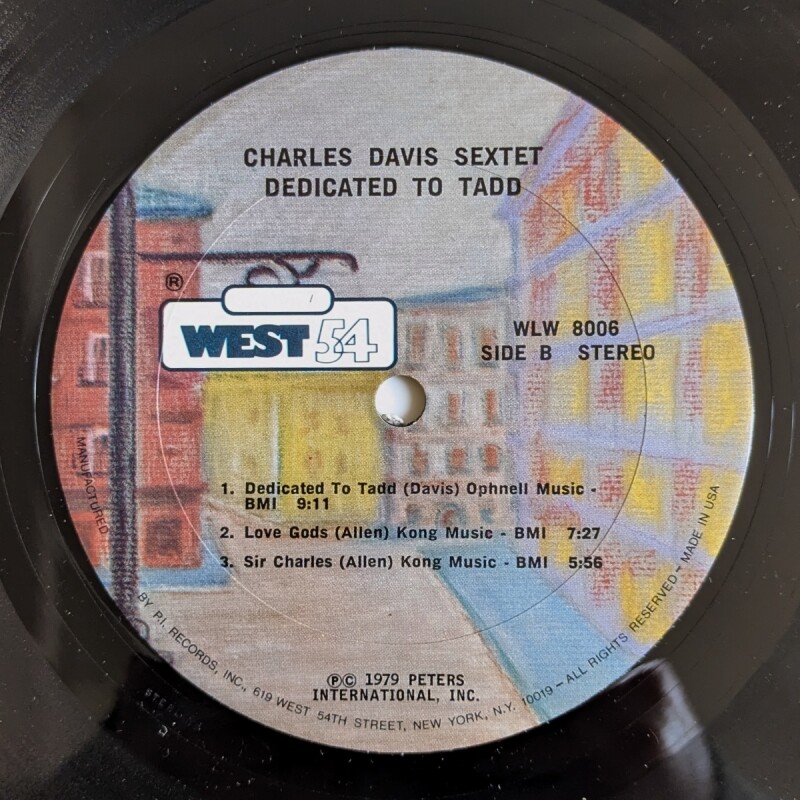 CHARLES DAVIS SEXTET
DEDICATED TO TADD
®
WEST 54
WLW 8006
SIDE B STEREO
1. Dedicated To Tadd (Davis) Ophnell Music -
BMI 9:11
2. Love Gods (Allen) Kong Music - BMI 7:27
3. Sir Charles (Allen) Kong Music - BMI 5:56
℗© 1979 PETERS
INTERNATIONAL, INC.
MANUFACTURED BY P.I. RECORDS, INC., 619 WEST 54TH STREET, NEW YORK, N.Y. 10019 – ALL RIGHTS RESERVED – MADE IN USA